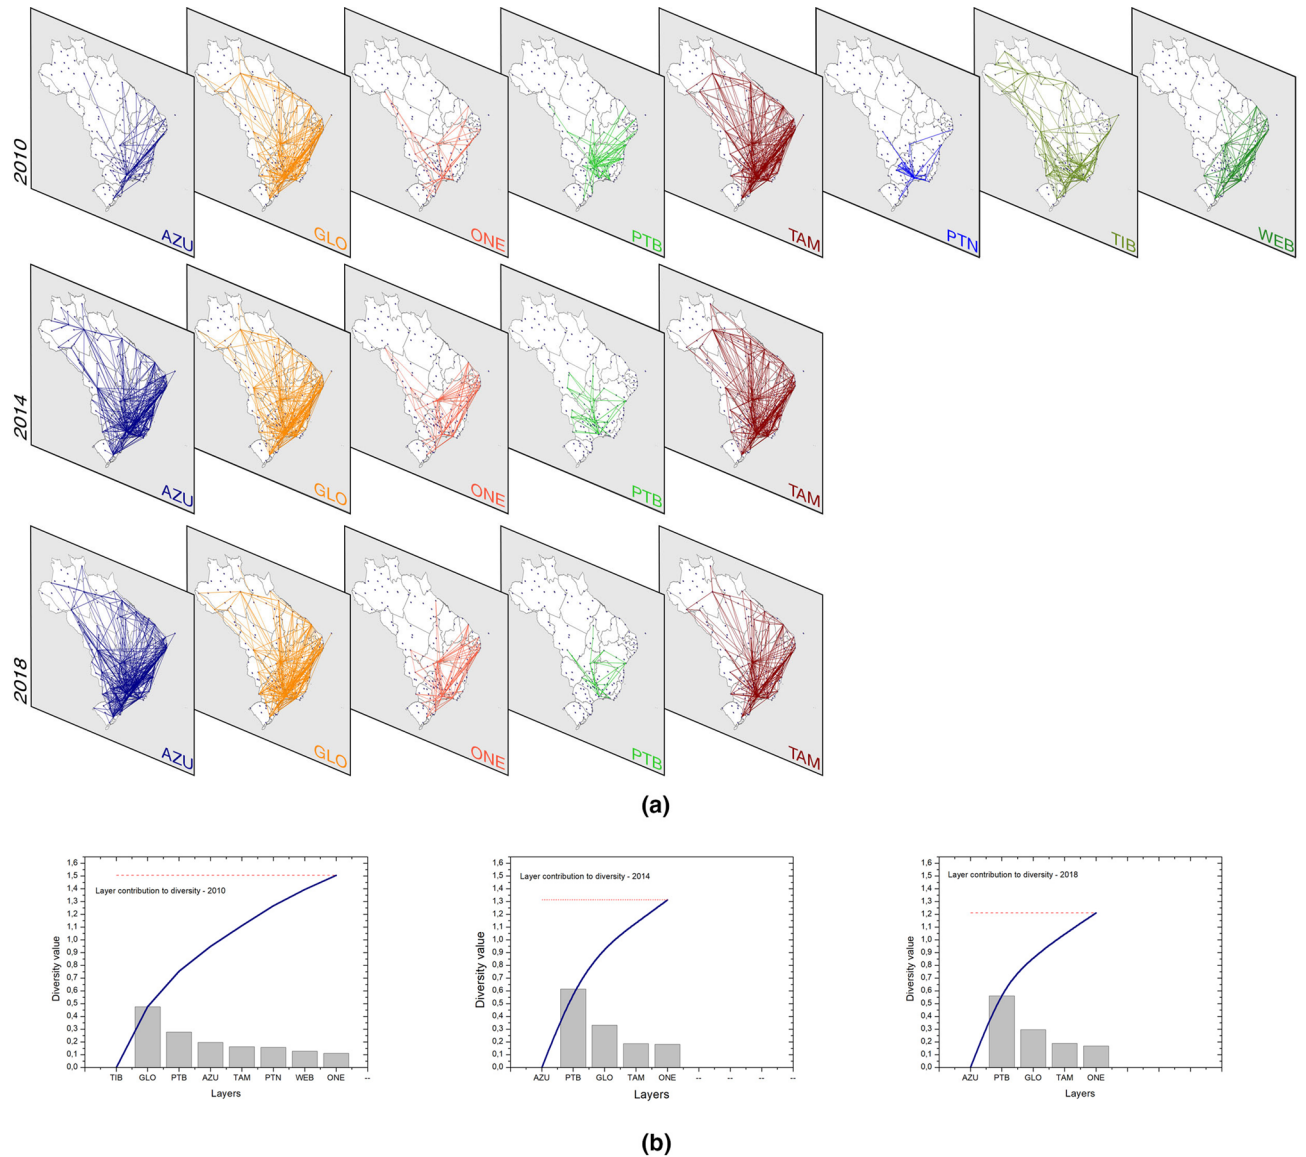 2010
AZU
GLO
ONE
PTB
TAM
PTN
TIB
WEB
2014
AZU
GLO
ONE
PTB
TAM
2018
AZU
GLO
ONE
PTB
TAM
(a)
Layer contribution to diversity - 2010
Diversity value
1,6
1,5
1,4
1,3
1,2
1,1
1,0
0,9
0,8
0,7
0,6
0,5
0,4
0,3
0,2
0,1
0,0
TIB GLO PTB AZU TAM PTN WEB ONE --
Layers
Layer contribution to diversity - 2014
Diversity value
1,6
1,5
1,4
1,3
1,2
1,1
1,0
0,9
0,8
0,7
0,6
0,5
0,4
0,3
0,2
0,1
0,0
AZU PTB GLO TAM ONE -- -- -- --
Layers
Layer contribution to diversity - 2018
Diversity value
1,6
1,5
1,4
1,3
1,2
1,1
1,0
0,9
0,8
0,7
0,6
0,5
0,4
0,3
0,2
0,1
0,0
AZU PTB GLO TAM ONE
Layers
(b)